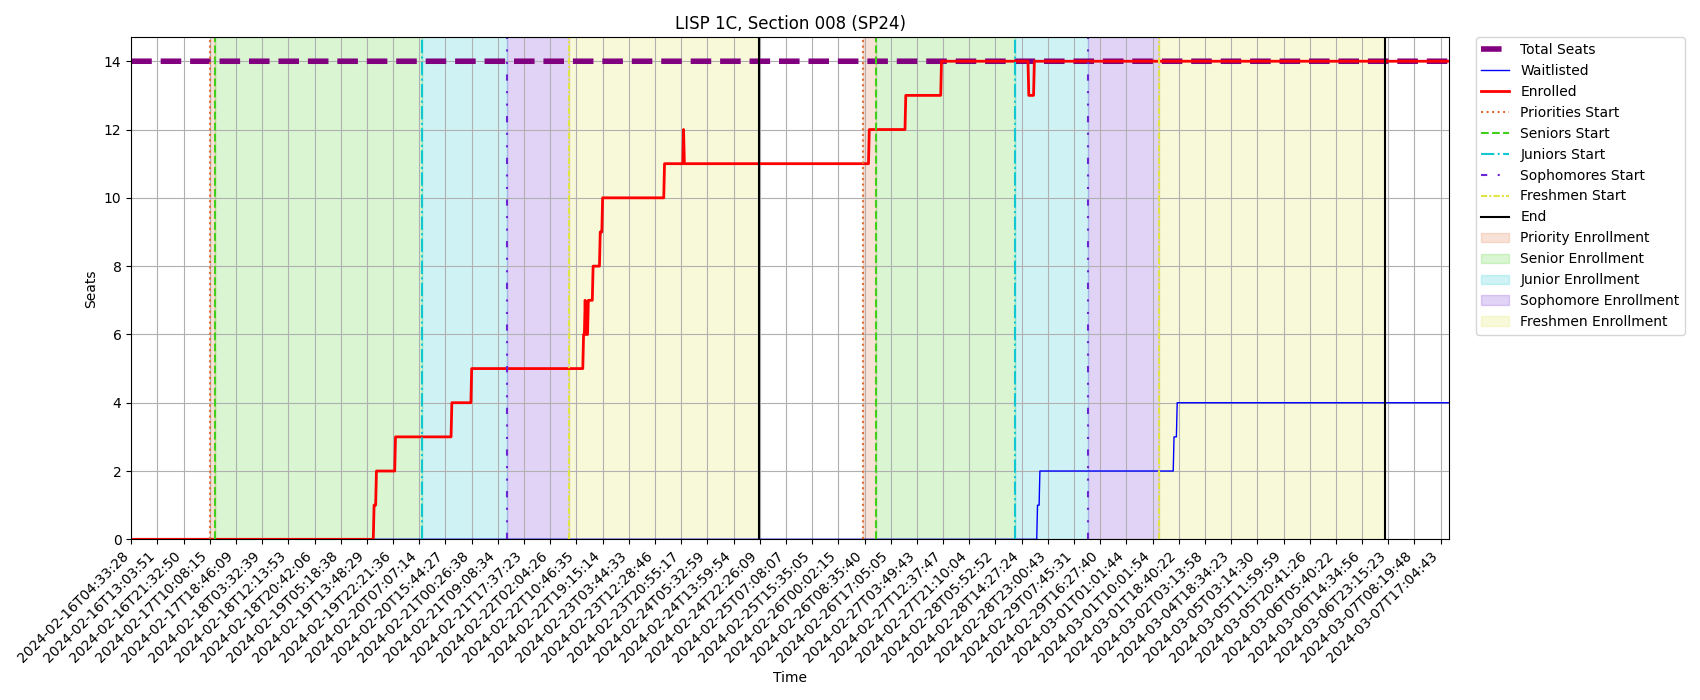 LISP 1C, Section 008 (SP24)
Seats
14
12
10
8
6
4
2
0
2024-02-16T04:33:28
2024-02-16T13:03:51
2024-02-16T21:32:50
2024-02-17T10:08:15
2024-02-17T18:46:09
2024-02-18T03:32:39
2024-02-18T12:13:53
2024-02-18T20:42:06
2024-02-19T05:18:38
2024-02-19T13:48:29
2024-02-19T22:21:36
2024-02-20T07:07:14
2024-02-20T15:44:27
2024-02-21T00:26:38
2024-02-21T09:08:34
2024-02-21T17:37:23
2024-02-22T02:04:26
2024-02-22T10:46:35
2024-02-22T19:15:14
2024-02-23T03:44:33
2024-02-23T12:28:46
2024-02-23T20:55:17
2024-02-24T05:32:59
2024-02-24T13:59:54
2024-02-24T22:26:09
2024-02-25T07:08:07
2024-02-25T15:35:05
2024-02-26T00:02:15
2024-02-26T08:35:40
2024-02-26T17:05:05
2024-02-27T03:49:43
2024-02-27T12:37:47
2024-02-27T21:10:04
2024-02-28T05:52:52
2024-02-28T14:27:24
2024-02-28T23:00:43
2024-02-29T07:45:31
2024-02-29T16:27:40
2024-03-01T01:01:44
2024-03-01T10:01:54
2024-03-01T18:40:22
2024-03-02T03:13:58
2024-03-04T18:34:23
2024-03-05T03:14:30
2024-03-05T11:59:59
2024-03-05T20:41:26
2024-03-06T05:40:22
2024-03-06T14:34:56
2024-03-06T23:15:23
2024-03-07T08:19:48
2024-03-07T17:04:43
Time
Total Seats
Waitlisted
Enrolled
Priorities Start
Seniors Start
Juniors Start
Sophomores Start
Freshmen Start
End
Priority Enrollment
Senior Enrollment
Junior Enrollment
Sophomore Enrollment
Freshmen Enrollment